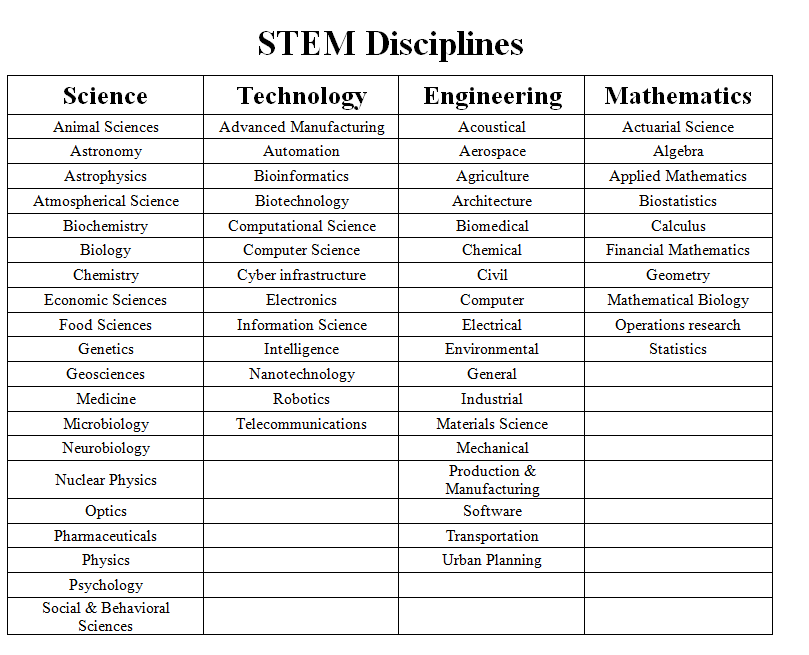 STEM Disciplines
Science Technology Engineering Mathematics
Animal Sciences Advanced Manufacturing Acoustical Actuarial Science
Astronomy Automation Aerospace Algebra
Astrophysics Bioinformatics Agriculture Applied Mathematics
Atmospherical Science Biotechnology Architecture Biostatistics
Biochemistry Computational Science Biomedical Calculus
Biology Computer Science Chemical Financial Mathematics
Chemistry Cyber infrastructure Civil Geometry
Economic Sciences Electronics Computer Mathematical Biology
Food Sciences Information Science Electrical Operations research
Genetics Intelligence Environmental Statistics
Geosciences Nanotechnology General
Medicine Robotics Industrial
Microbiology Telecommunications Materials Science
Neurobiology Mechanical
Nuclear Physics Production &
Manufacturing
Optics Software
Pharmaceuticals Transportation
Physics Urban Planning
Psychology
Social & Behavioral
Sciences